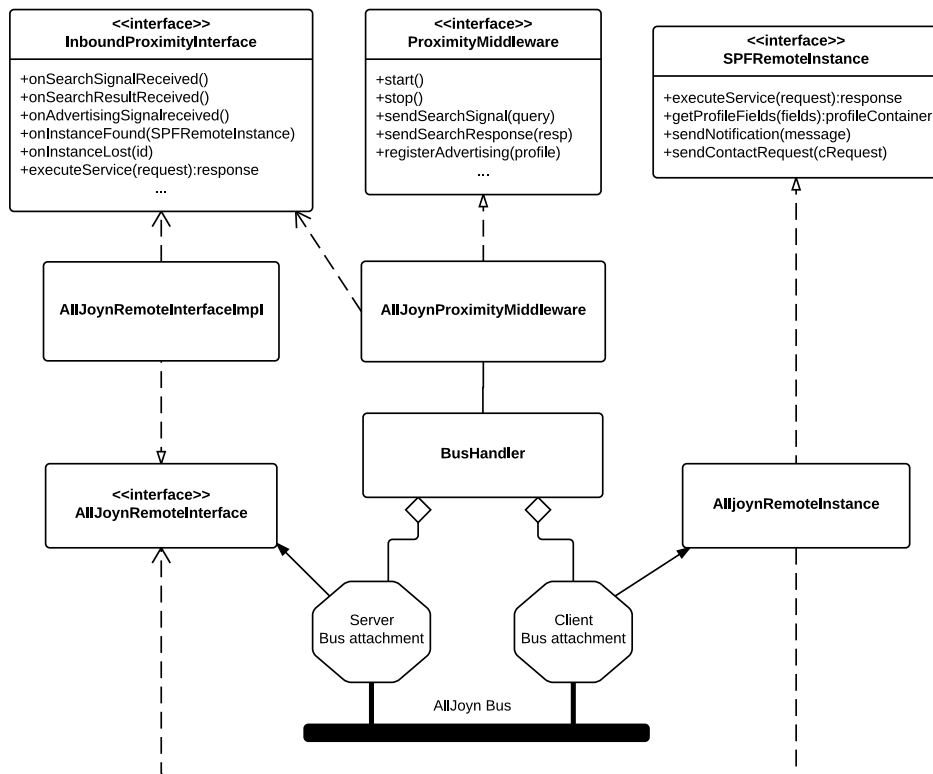 <<interface>>
InboundProximityInterface
+onSearchSignalReceived()
+onSearchResultReceived()
+onAdvertisingSignalreceived()
+onInstanceFound(SPFRemoteInstance)
+onInstanceLost(id)
+executeService(request):response
...
<<interface>>
ProximityMiddleware
+start()
+stop()
+sendSearchSignal(query)
+sendSearchResponse(resp)
+registerAdvertising(profile)
...
<<interface>>
SPFRemoteInstance
+executeService(request):response
+getProfileFields(fields):profileContainer
+sendNotification(message)
+sendContactRequest(cRequest)
AllJoynRemoteInterfaceImpl
AllJoynProximityMiddleware
BusHandler
<<interface>>
AllJoynRemoteInterface
AlljoynRemoteInstance
Server
Bus attachment
Client
Bus attachment
AllJoyn Bus